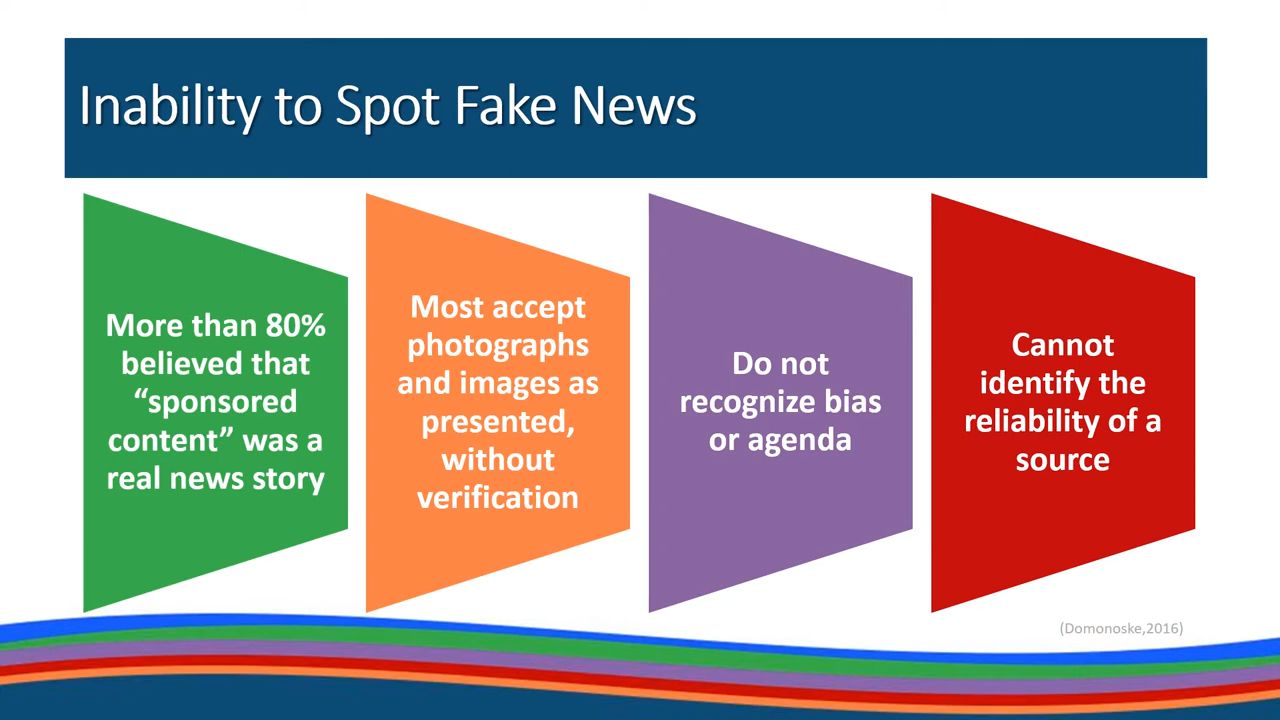 Inability to Spot Fake News
More than 80%
believed that
“sponsored
content” was a
real news story
Most accept
photographs
and images as
presented,
without
verification
Do not
recognize bias
or agenda
Cannot
identify the
reliability of a
source
(Domonoske,2016)